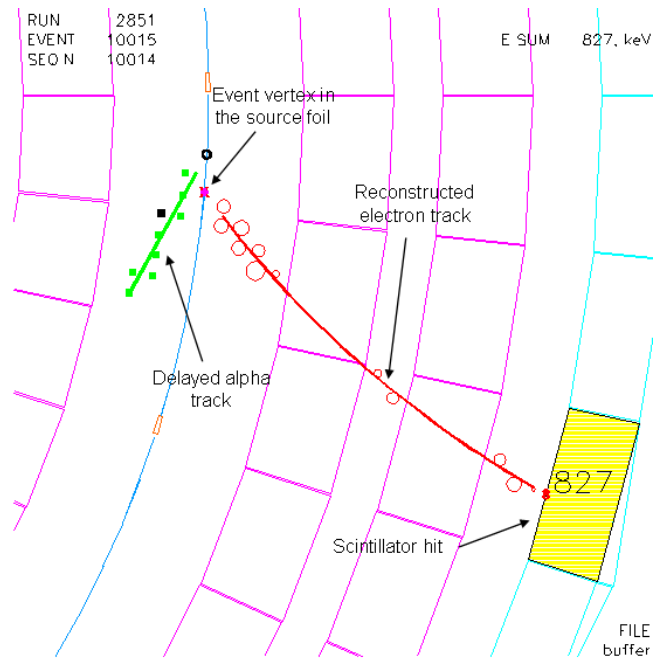 RUN 2851
EVENT 10015
SEQ N 10014
E SUM 827, keV
Event vertex in
the source foil
Reconstructed
electron track
Delayed alpha
track
827
Scintillator hit
FILE
buffer